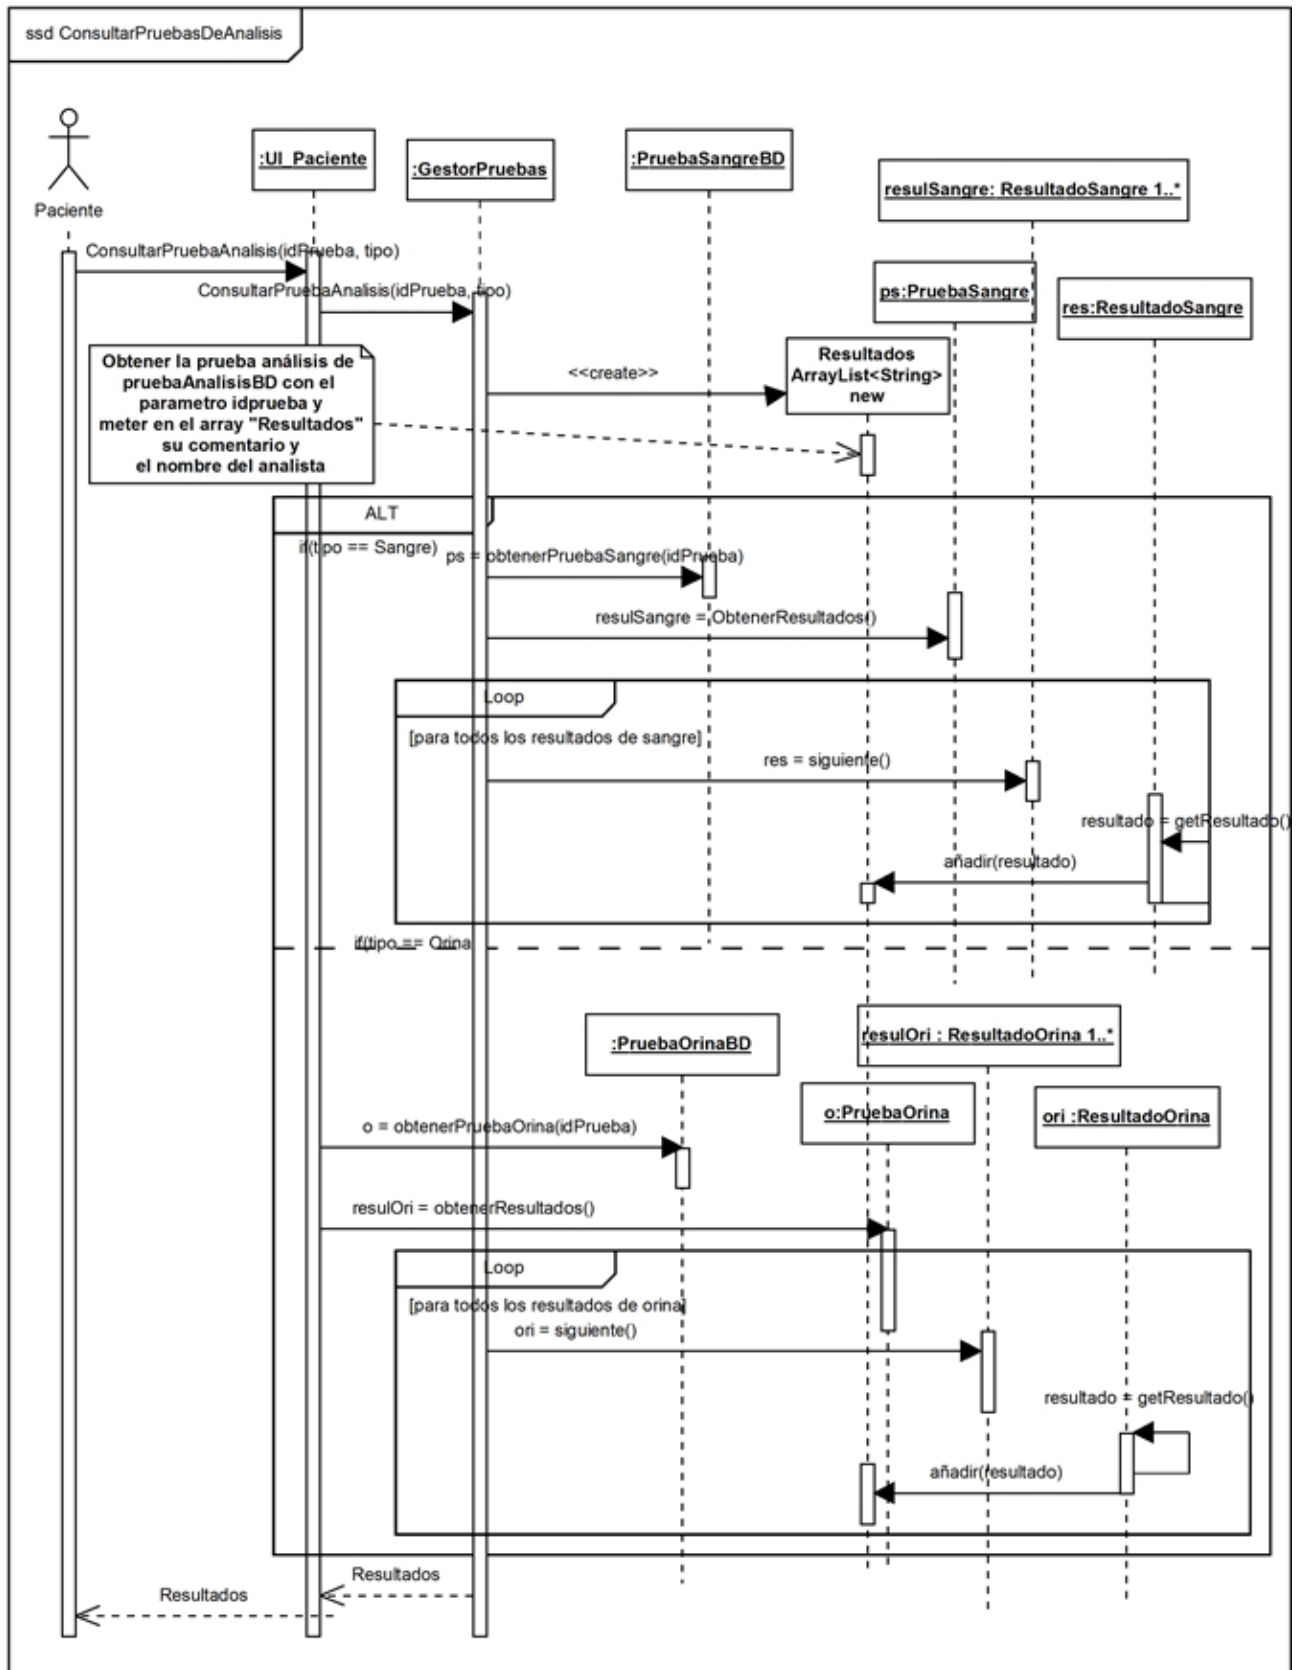 ssd ConsultarPruebasDeAnalisis
Paciente
:UI_Paciente
:GestorPruebas
:PruebaSangreBD
resulSangre: ResultadoSangre 1..*
ConsultarPruebaAnalisis(idPrueba, tipo)
ps:PruebaSangre
res:ResultadoSangre
ConsultarPruebaAnalisis(idPrueba, tipo)
Obtener la prueba análisis de
pruebaAnalisisBD con el
parametro idprueba y
meter en el array "Resultados"
su comentario y
el nombre del analista
<<create>>
Resultados
ArrayList<String>
new
ALT
if(tipo == Sangre)
ps = obtenerPruebaSangre(idPrueba)
resulSangre = ObtenerResultados()
Loop
[para todos los resultados de sangre]
res = siguiente()
resultado = getResultado()
añadir(resultado)
if(tipo == Orina
:PruebaOrinaBD
resulOri : ResultadoOrina 1..*
o:PruebaOrina
ori :ResultadoOrina
o = obtenerPruebaOrina(idPrueba)
resulOri = obtenerResultados()
Loop
[para todos los resultados de orina]
ori = siguiente()
resultado = getResultado()
añadir(resultado)
Resultados
Resultados